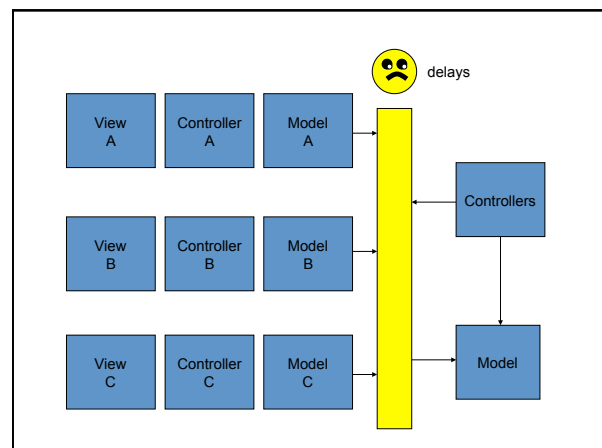 delays
View
A
Controller
A
Model
A
Controllers
View
B
Controller
B
Model
B
View
C
Controller
C
Model
C
Model